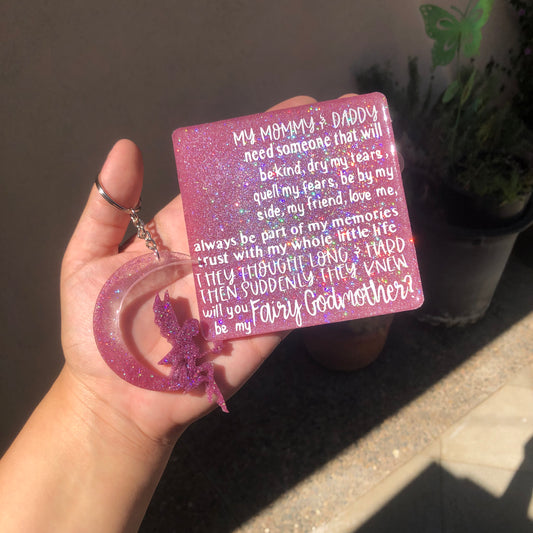 MY MOMMY & DADDY
need someone that will
be kind, dry my tears,
quell my fears, be by my
side, my friend, love me,
always be part of my memories
trust with my whole little life
THEY THOUGHT LONG & HARD
THEN SUDDENLY THEY KNEW
will you
be my Fairy Godmother?